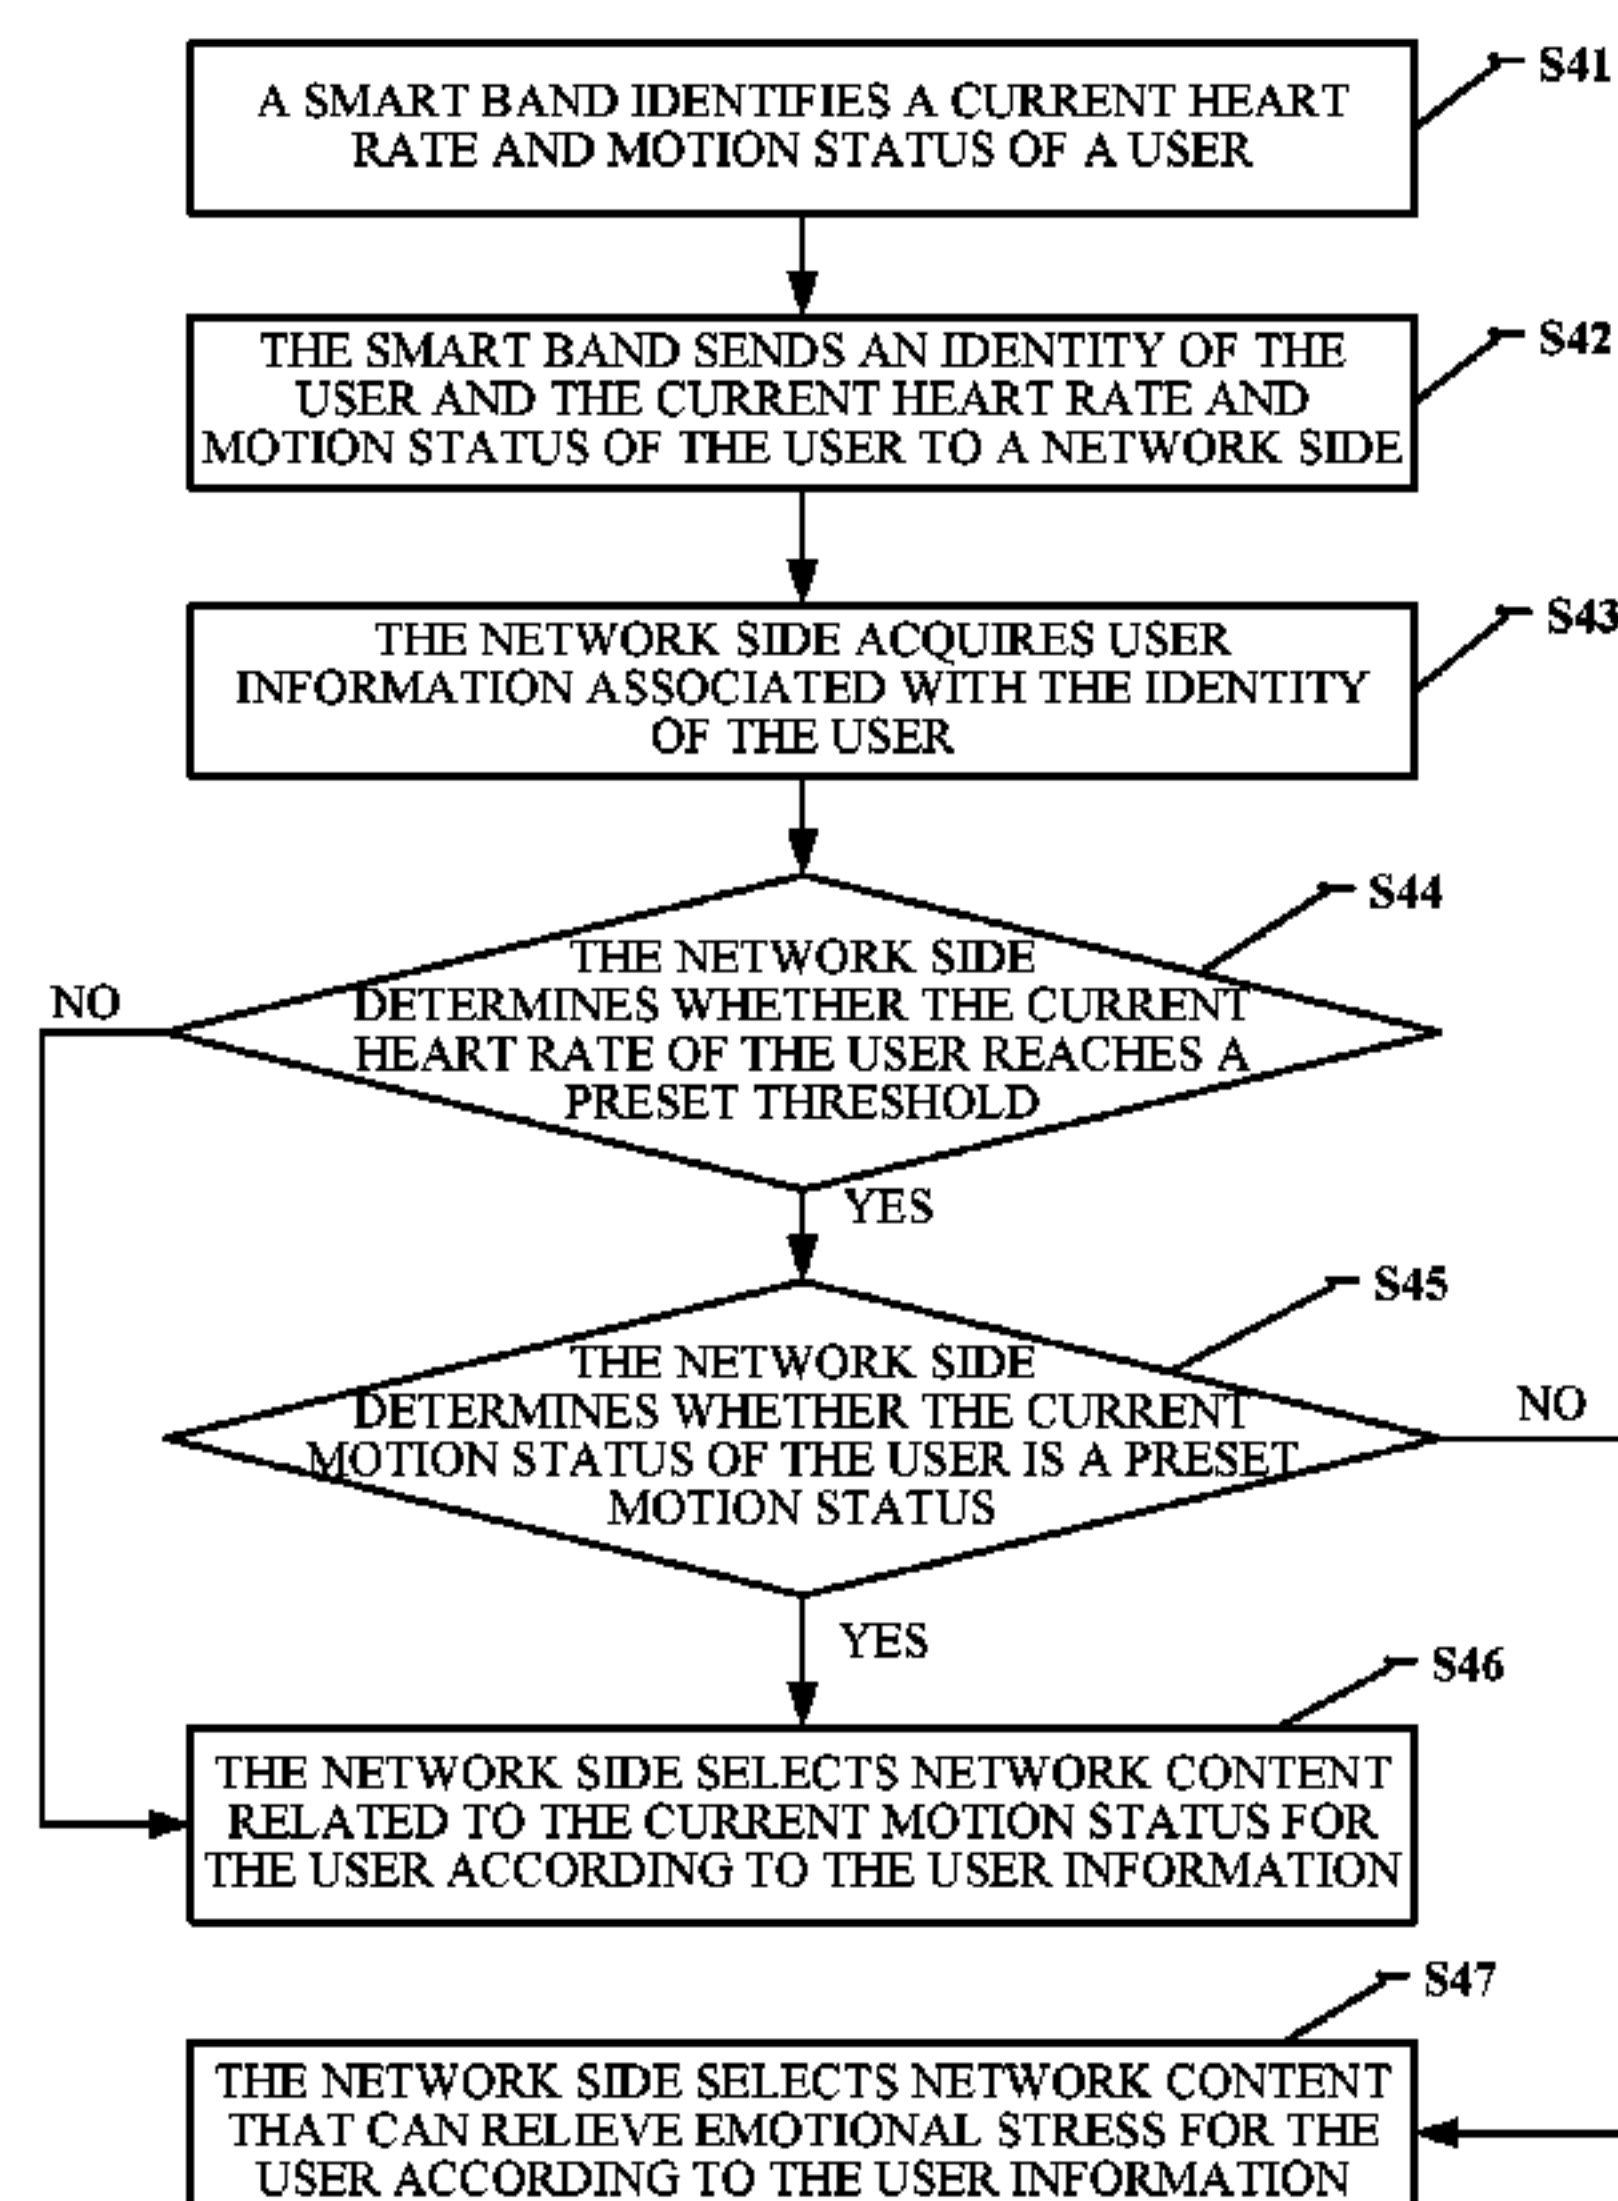 S41
A SMART BAND IDENTIFIES A CURRENT HEART
RATE AND MOTION STATUS OF A USER
S42
THE SMART BAND SENDS AN IDENTITY OF THE
USER AND THE CURRENT HEART RATE AND
MOTION STATUS OF THE USER TO A NETWORK SIDE
S43
THE NETWORK SIDE ACQUIRES USER
INFORMATION ASSOCIATED WITH THE IDENTITY
OF THE USER
S44
THE NETWORK SIDE
DETERMINES WHETHER THE CURRENT
HEART RATE OF THE USER REACHES A
PRESET THRESHOLD
NO
YES
S45
THE NETWORK SIDE
DETERMINES WHETHER THE CURRENT
MOTION STATUS OF THE USER IS A PRESET
MOTION STATUS
NO
YES
S46
THE NETWORK SIDE SELECTS NETWORK CONTENT
RELATED TO THE CURRENT MOTION STATUS FOR
THE USER ACCORDING TO THE USER INFORMATION
S47
THE NETWORK SIDE SELECTS NETWORK CONTENT
THAT CAN RELIEVE EMOTIONAL STRESS FOR THE
USER ACCORDING TO THE USER INFORMATION